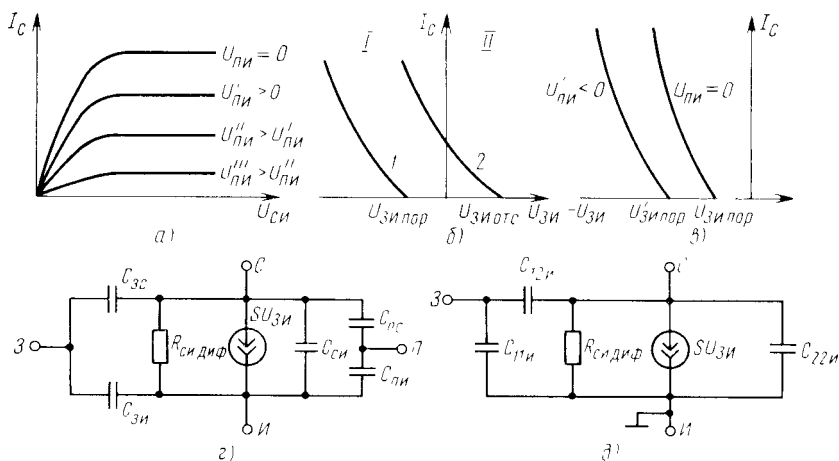 I_C
U_ПИ = 0
U'_ПИ > 0
U''_ПИ > U'_ПИ
U'''_ПИ > U''_ПИ
U_СИ
а)
I
I_C
II
1
2
U_ЗИ пор
U_ЗИ отс
U_ЗИ
б)
I_C
U'_ПИ < 0
U_ПИ = 0
-U_ЗИ
U'_ЗИ пор
U_ЗИ пор
в)
C_ЗС
С
З
R_СИ диф
SU_ЗИ
C_СИ
C_ПС
П
C_ПИ
C_ЗИ
И
г)
C_12И
С
З
C_11И
R_СИ диф
SU_ЗИ
C_22И
И
д)